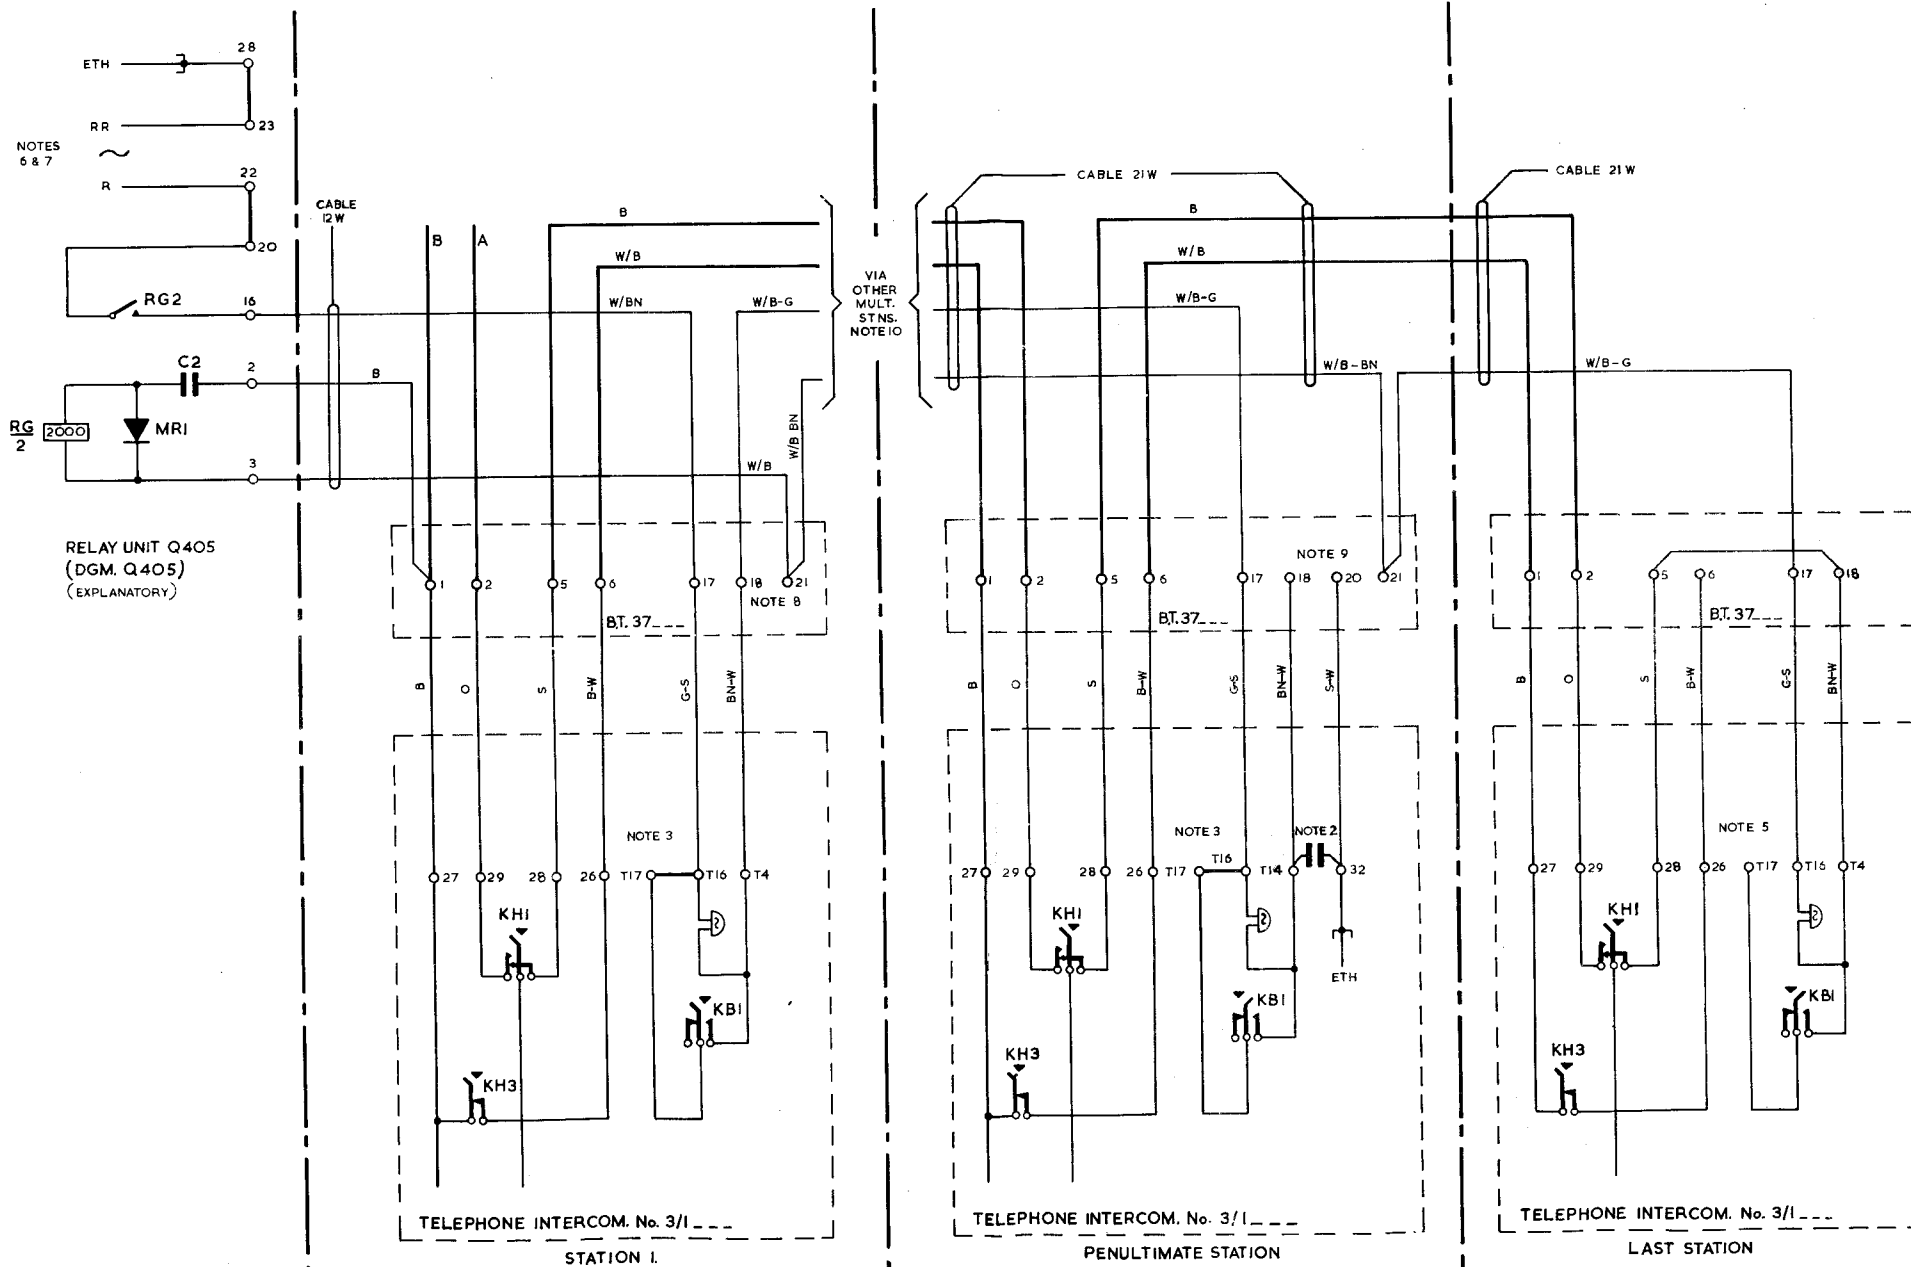 ETH
28
RR
23
NOTES
6 & 7
22
R
20
RG2
16
C2
2
RG
2
2000
MR1
3
RELAY UNIT Q405
(DGM. Q405)
(EXPLANATORY)
CABLE
12W
B
A
B
W/B
W/BN
W/B-G
B
W/B BN
W/B
1
2
5
6
17
18
21
NOTE 8
B.T. 37___
B
O
S
B-W
G-S
BN-W
NOTE 3
27
29
28
26
T17
T16
T4
KH1
KB1
KH3
TELEPHONE INTERCOM. No. 3/1 ___
STATION 1.
VIA
OTHER
MULT.
STNS.
NOTE 10
CABLE 21W
B
W/B
W/B-G
W/B-BN
NOTE 9
1
2
5
6
17
18
20
21
B.T. 37___
B
O
S
B-W
G-S
BN-W
S-W
NOTE 3
NOTE 2
27
29
28
26
T17
T16
T14
32
KH1
KB1
ETH
KH3
TELEPHONE INTERCOM. No. 3/1 ___
PENULTIMATE STATION
CABLE 21W
W/B-G
1
2
5
6
17
18
B.T. 37___
B
O
S
B-W
G-S
BN-W
NOTE 5
27
29
28
26
T17
T16
T4
KH1
KB1
KH3
TELEPHONE INTERCOM. No. 3/1 ___
LAST STATION